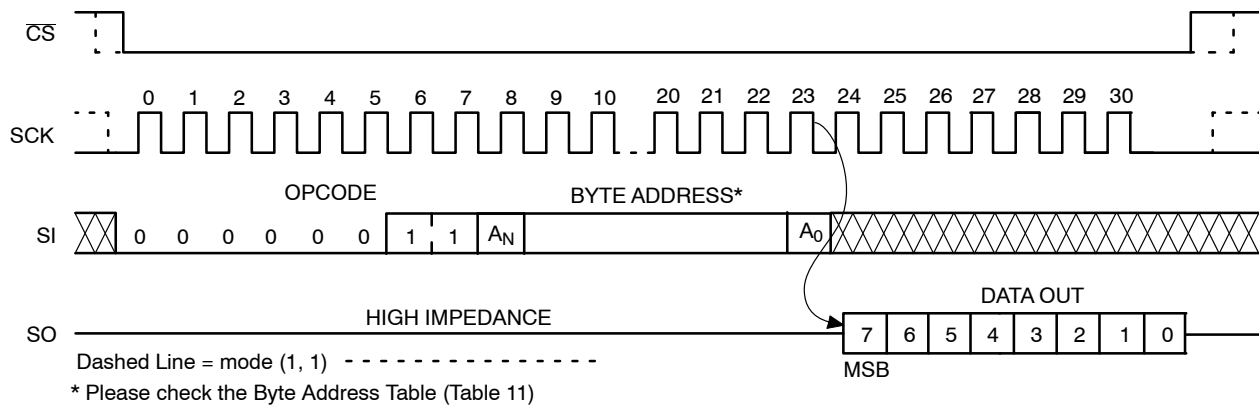 CS
0 1 2 3 4 5 6 7 8 9 10 20 21 22 23 24 25 26 27 28 29 30
SCK
OPCODE BYTE ADDRESS*
SI 0 0 0 0 0 0 1 1 AN A0
DATA OUT
HIGH IMPEDANCE
SO 7 6 5 4 3 2 1 0
Dashed Line = mode (1, 1) - - - - - - - - - - - - - - -
MSB
* Please check the Byte Address Table (Table 11)